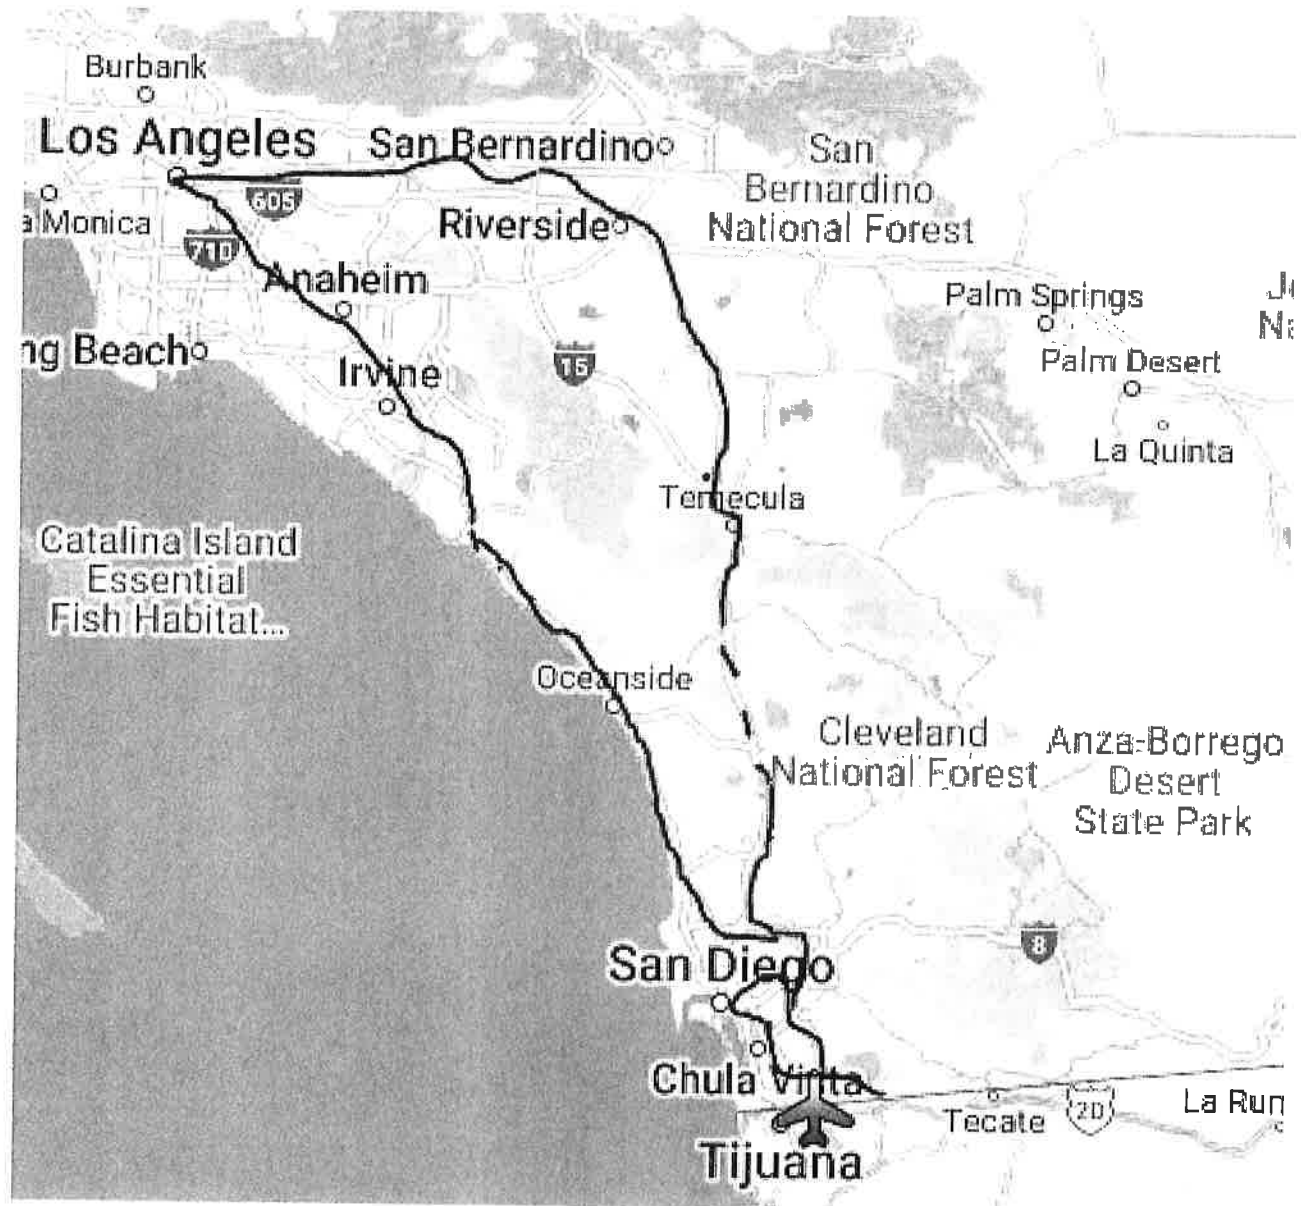 Burbank
Los Angeles
San Bernardino
San
Bernardino
National Forest
605
a Monica
710
Riverside
Anaheim
Palm Springs
ng Beach
Irvine
15
Palm Desert
La Quinta
Temecula
Catalina Island
Essential
Fish Habitat...
Oceanside
Cleveland
National Forest
Anza-Borrego
Desert
State Park
San Diego
8
Chula Vista
Tecate
2D
La Rum
Tijuana